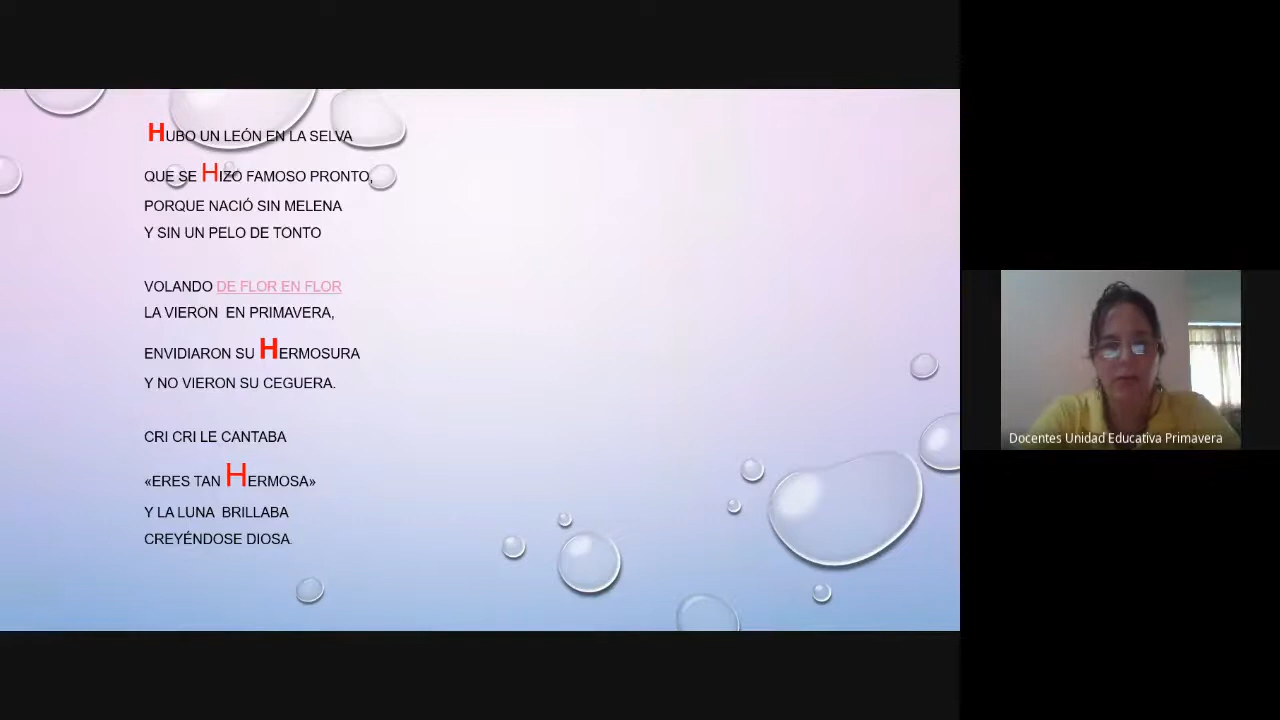 HUBO UN LEÓN EN LA SELVA
QUE SE HIZO FAMOSO PRONTO,
PORQUE NACIÓ SIN MELENA
Y SIN UN PELO DE TONTO
VOLANDO DE FLOR EN FLOR
LA VIERON EN PRIMAVERA,
ENVIDIARON SU HERMOSURA
Y NO VIERON SU CEGUERA.
CRI CRI LE CANTABA
«ERES TAN HERMOSA»
Y LA LUNA BRILLABA
CREYÉNDOSE DIOSA.
Docentes Unidad Educativa Primavera